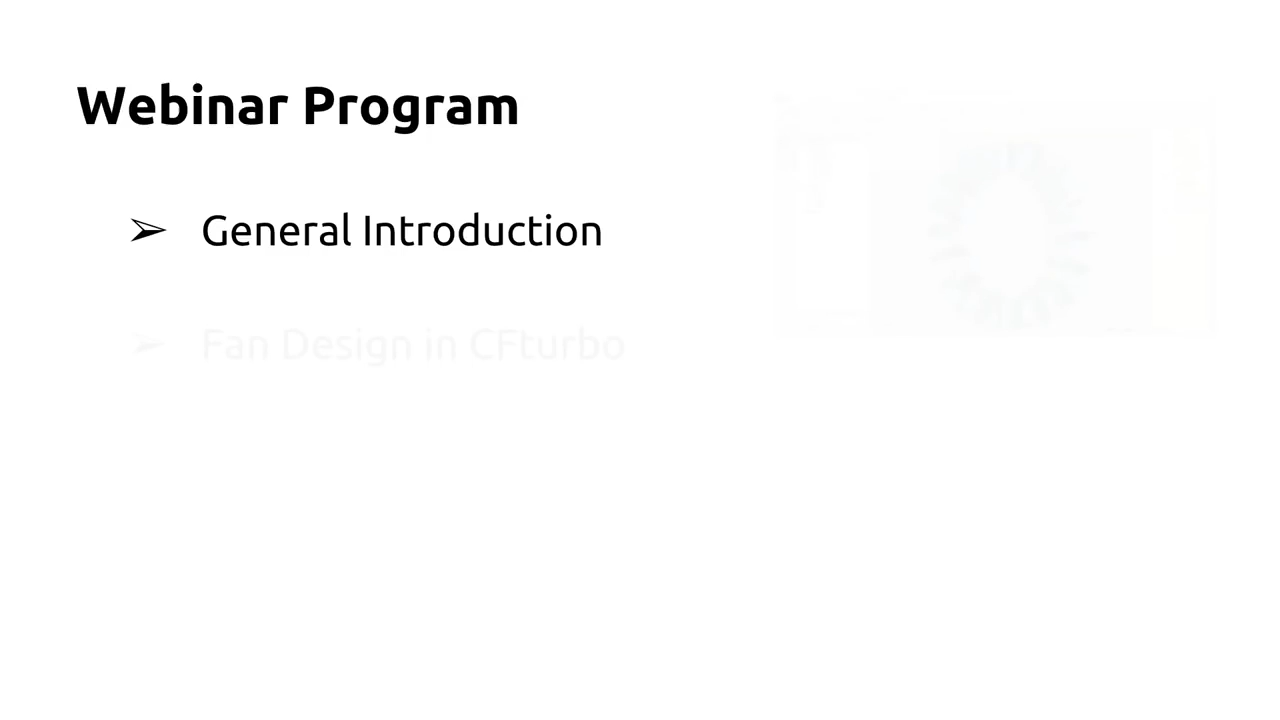 Webinar Program
➢ General Introduction
➢ Fan Design in CFturbo